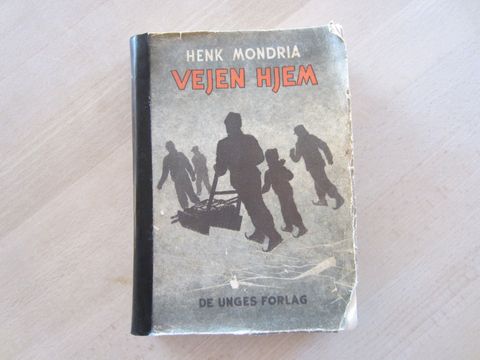 HENK MONDRIA
VEJEN HJEM
DE UNGES FORLAG